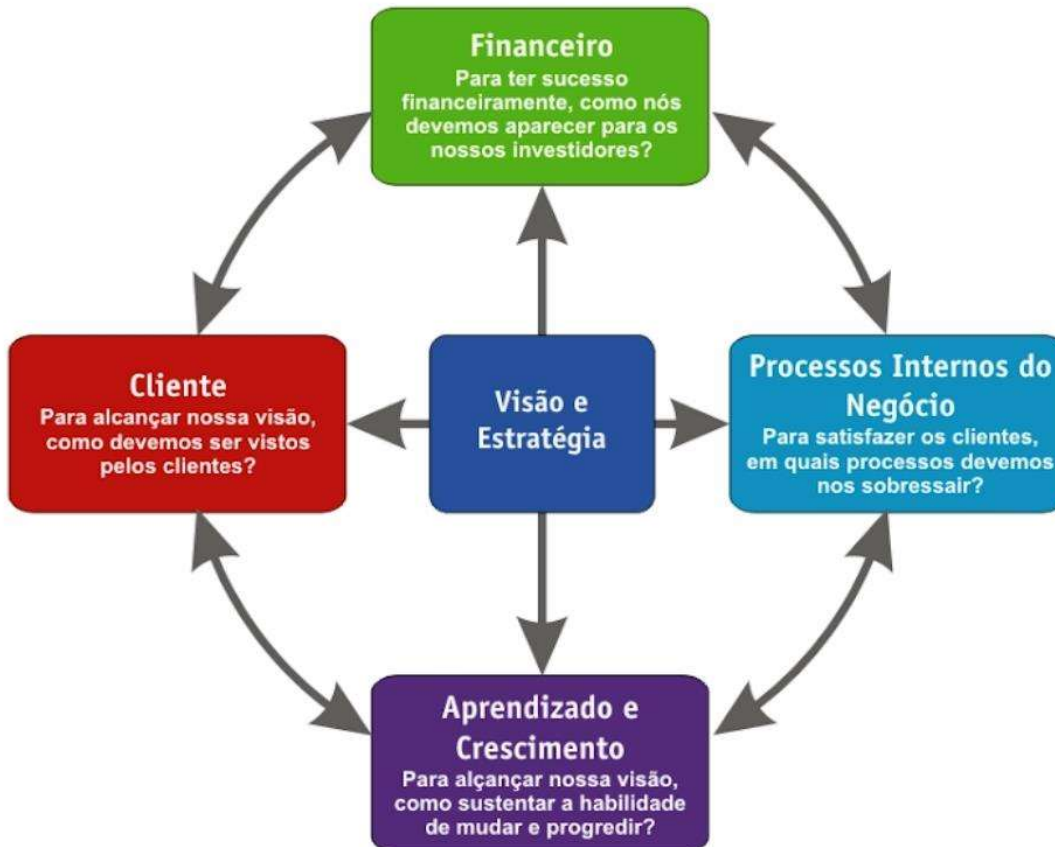 Financeiro
Para ter sucesso
financeiramente, como nós
devemos aparecer para os
nossos investidores?
Cliente
Para alcançar nossa visão,
como devemos ser vistos
pelos clientes?
Visão e
Estratégia
Processos Internos do
Negócio
Para satisfazer os clientes,
em quais processos devemos
nos sobressair?
Aprendizado e
Crescimento
Para alçançar nossa visão,
como sustentar a habilidade
de mudar e progredir?